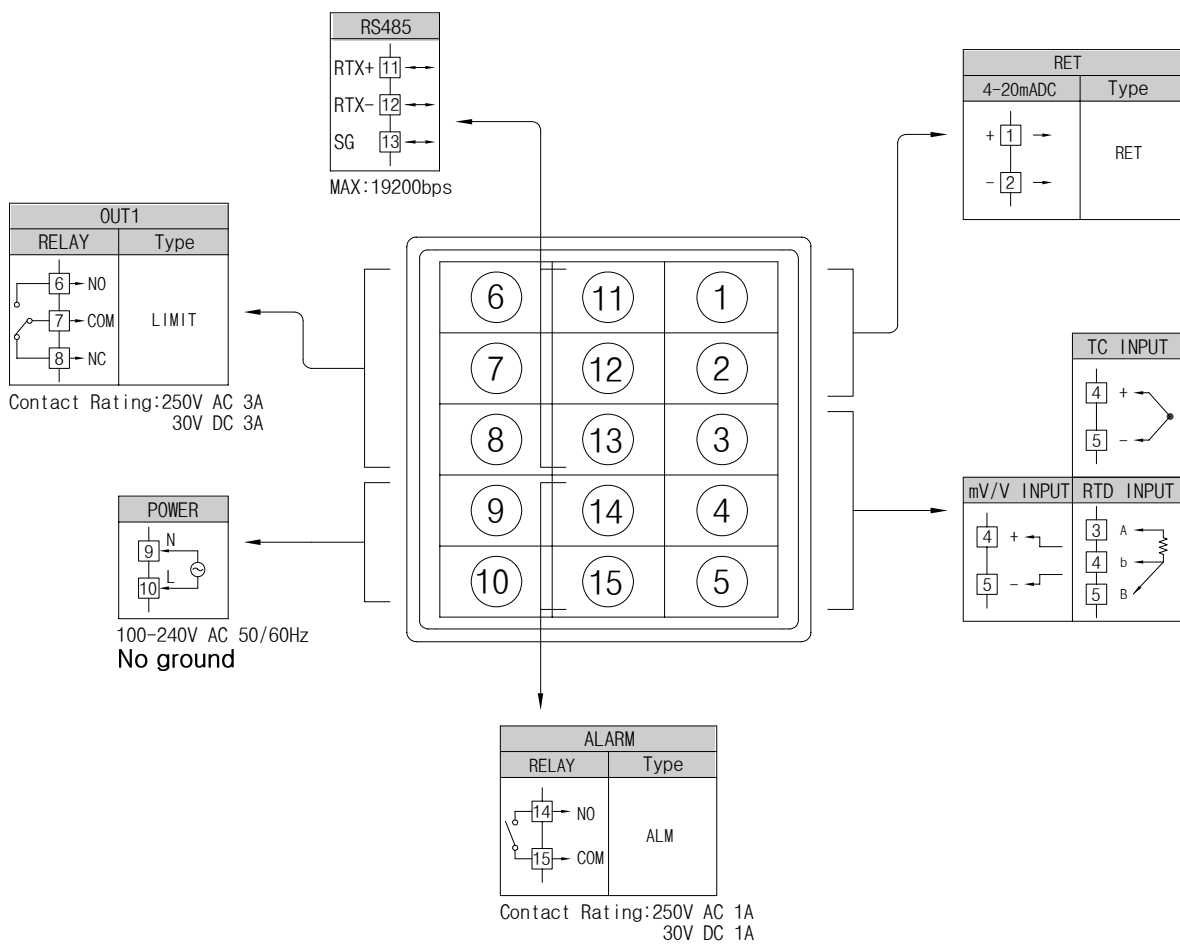 RS485
RTX+ 11
RTX- 12
SG 13
MAX:19200bps
RET
4-20mADC Type
+ 1
- 2
RET
OUT1
RELAY Type
6 NO
7 COM
8 NC
LIMIT
Contact Rating:250V AC 3A
30V DC 3A
6 11 1
7 12 2
8 13 3
9 14 4
10 15 5
TC INPUT
4 +
5 -
mV/V INPUT
4 +
5 -
RTD INPUT
3 A
4 b
5 B
POWER
9 N
10 L
100-240V AC 50/60Hz
No ground
ALARM
RELAY Type
14 NO
15 COM
ALM
Contact Rating:250V AC 1A
30V DC 1A